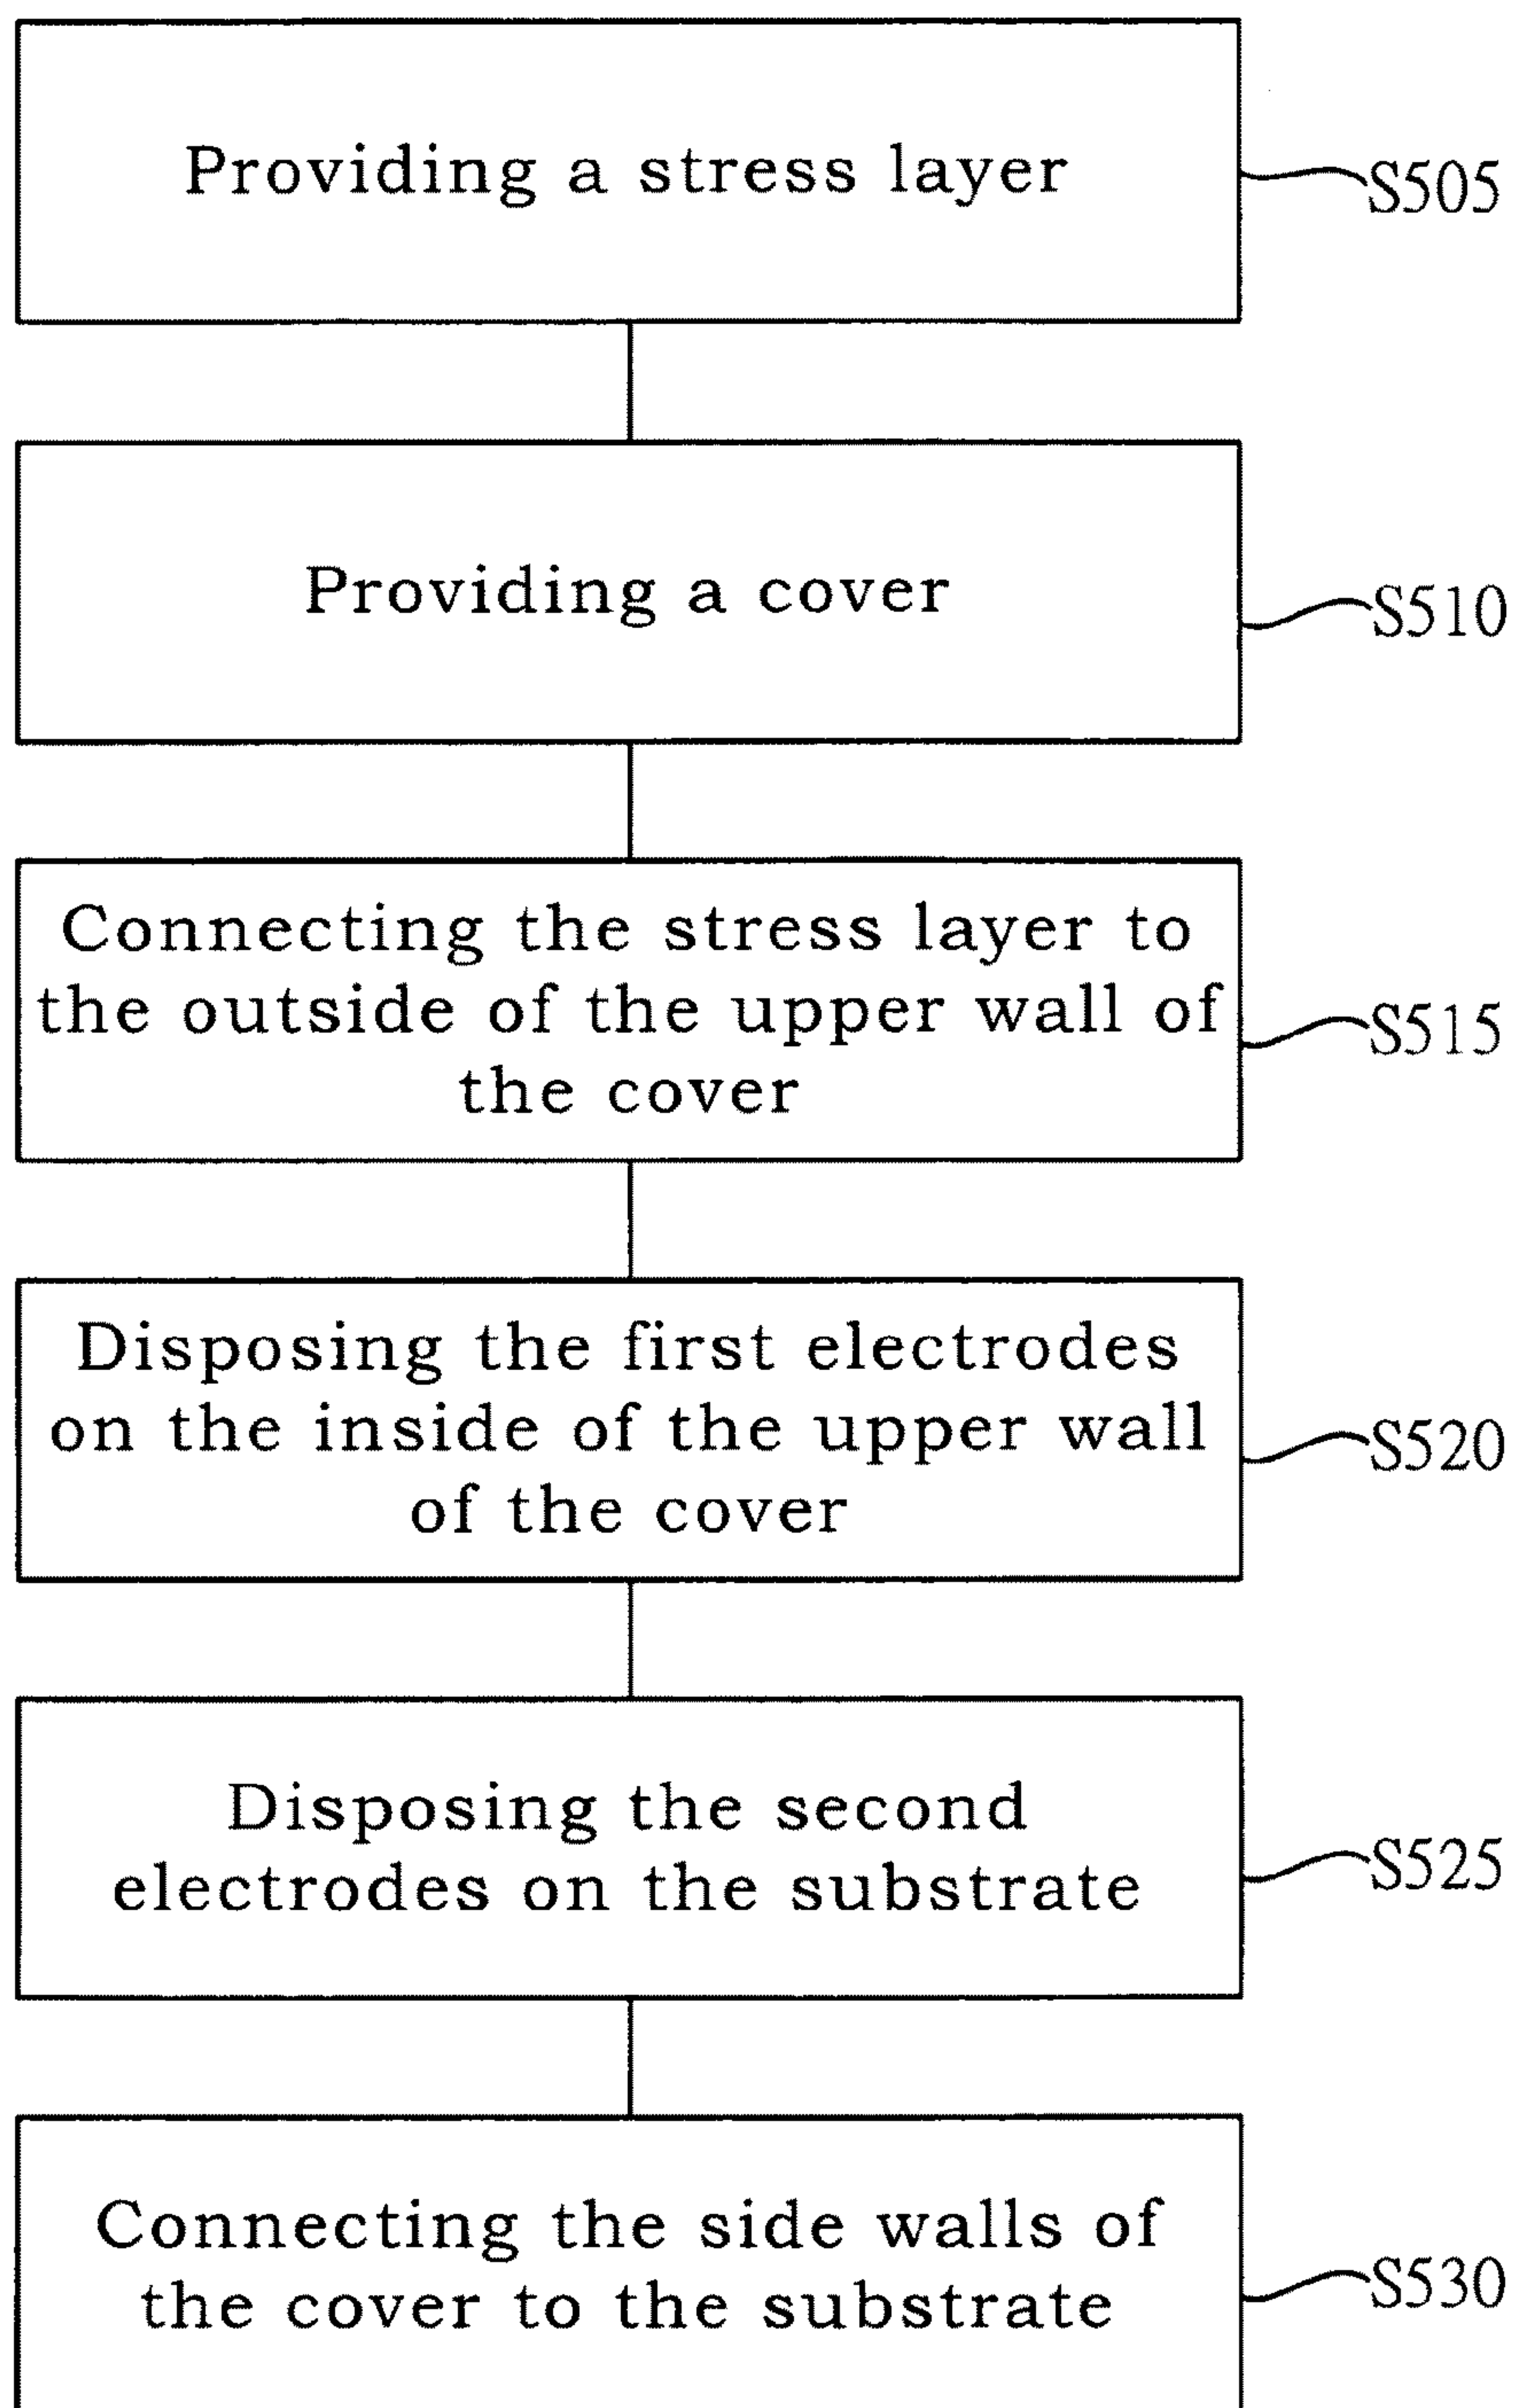 Providing a stress layer
S505
Providing a cover
S510
Connecting the stress layer to
the outside of the upper wall of
the cover
S515
Disposing the first electrodes
on the inside of the upper wall
of the cover
S520
Disposing the second
electrodes on the substrate
S525
Connecting the side walls of
the cover to the substrate
S530